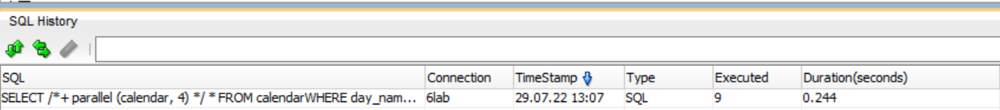 SQL History
SQL Connection TimeStamp Type Executed Duration(seconds)
SELECT /*+ parallel (calendar, 4) */ * FROM calendarWHERE day_nam... 6lab 29.07.22 13:07 SQL 9 0.244